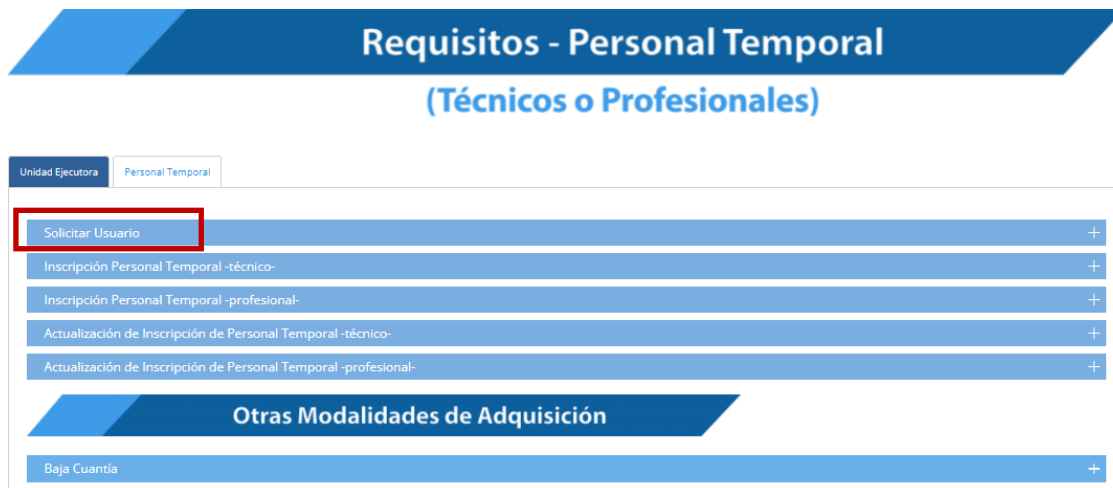 Requisitos - Personal Temporal
(Técnicos o Profesionales)
Unidad Ejecutora
Personal Temporal
Solicitar Usuario
Inscripción Personal Temporal -técnico-
Inscripción Personal Temporal -profesional-
Actualización de Inscripción de Personal Temporal -técnico-
Actualización de Inscripción de Personal Temporal -profesional-
Otras Modalidades de Adquisición
Baja Cuantía